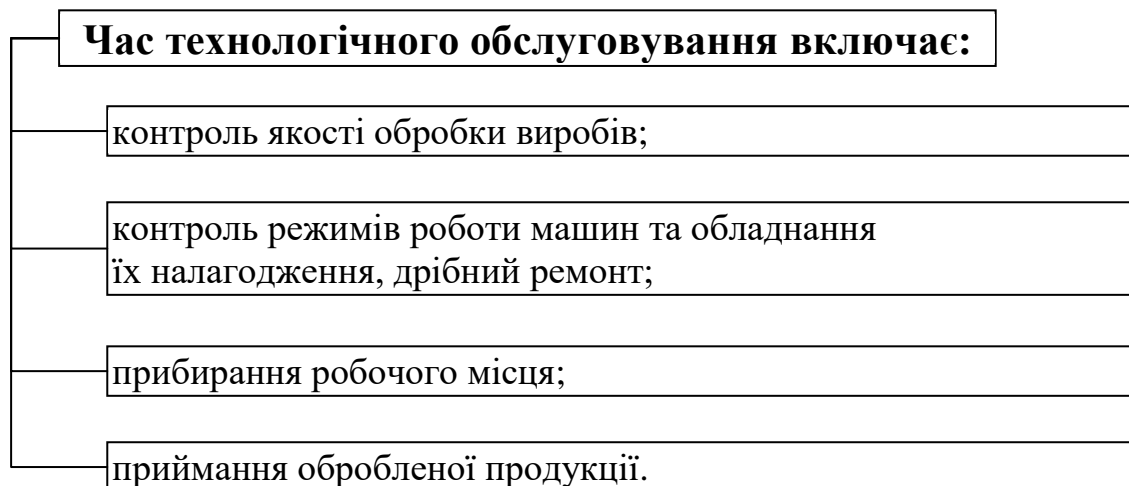 Час технологічного обслуговування включає:
контроль якості обробки виробів;
контроль режимів роботи машин та обладнання
їх налагодження, дрібний ремонт;
прибирання робочого місця;
приймання обробленої продукції.